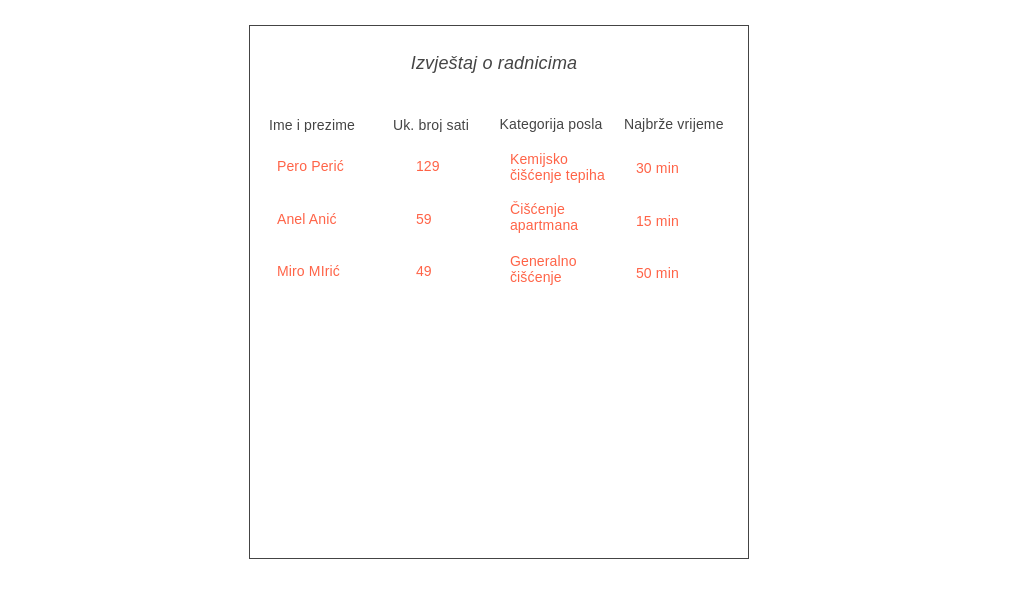 Izvještaj o radnicima
Ime i prezime Uk. broj sati Kategorija posla Najbrže vrijeme
Pero Perić 129 Kemijsko čišćenje tepiha 30 min
Anel Anić 59 Čišćenje apartmana 15 min
Miro MIrić 49 Generalno čišćenje 50 min